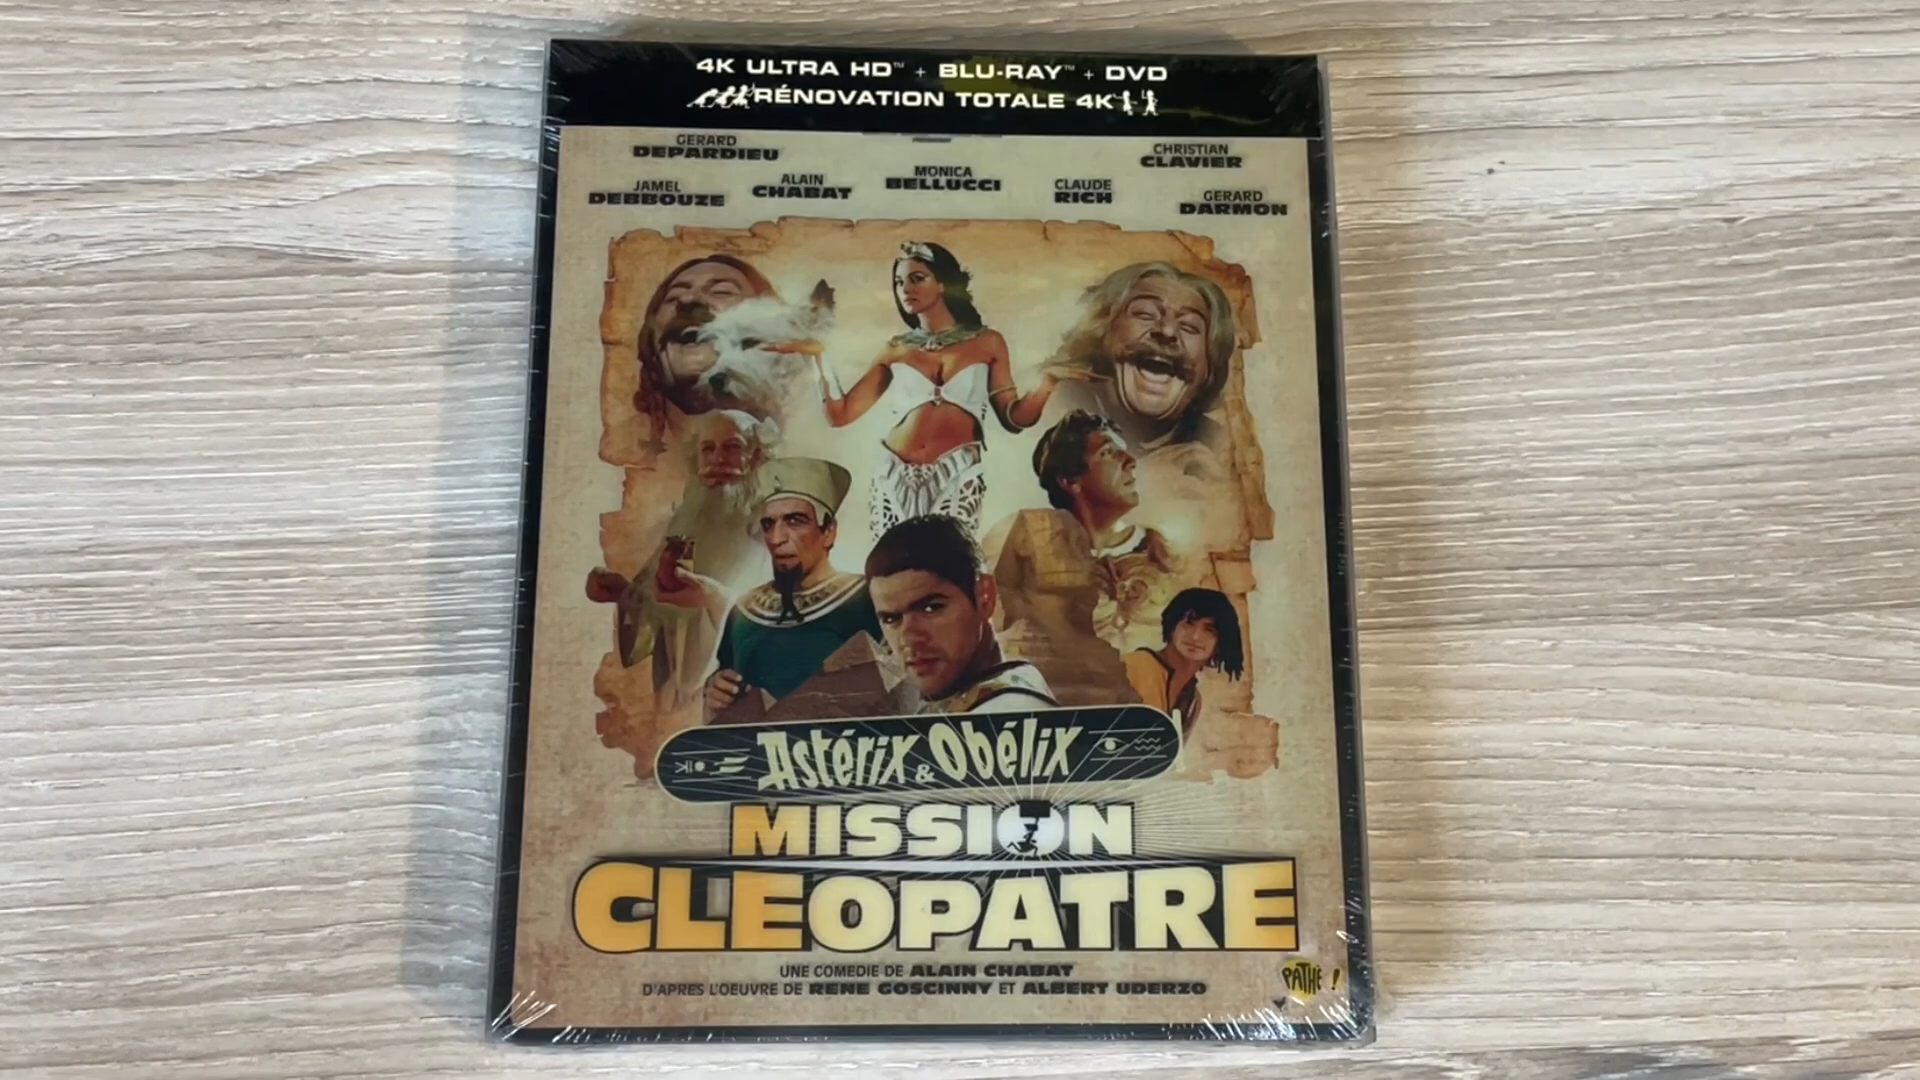 4K ULTRA HD™ + BLU-RAY™ + DVD
RÉNOVATION TOTALE 4K
GERARD DEPARDIEU
CHRISTIAN CLAVIER
JAMEL DEBBOUZE
ALAIN CHABAT
MONICA BELLUCCI
CLAUDE RICH
GERARD DARMON
Astérix & Obélix
MISSION
CLEOPATRE
UNE COMEDIE DE ALAIN CHABAT
D'APRES L'OEUVRE DE RENE GOSCINNY ET ALBERT UDERZO
PATHÉ !